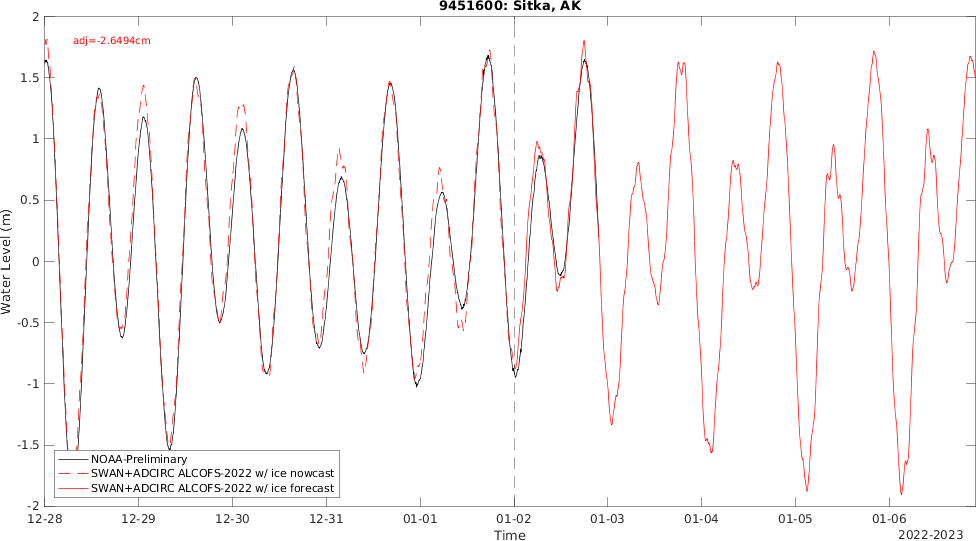 9451600: Sitka, AK
adj=-2.6494cm
2
1.5
1
0.5
0
-0.5
-1
-1.5
-2
Water Level (m)
NOAA-Preliminary
SWAN+ADCIRC ALCOFS-2022 w/ ice nowcast
SWAN+ADCIRC ALCOFS-2022 w/ ice forecast
12-28 12-29 12-30 12-31 01-01 01-02 01-03 01-04 01-05 01-06
Time
2022-2023